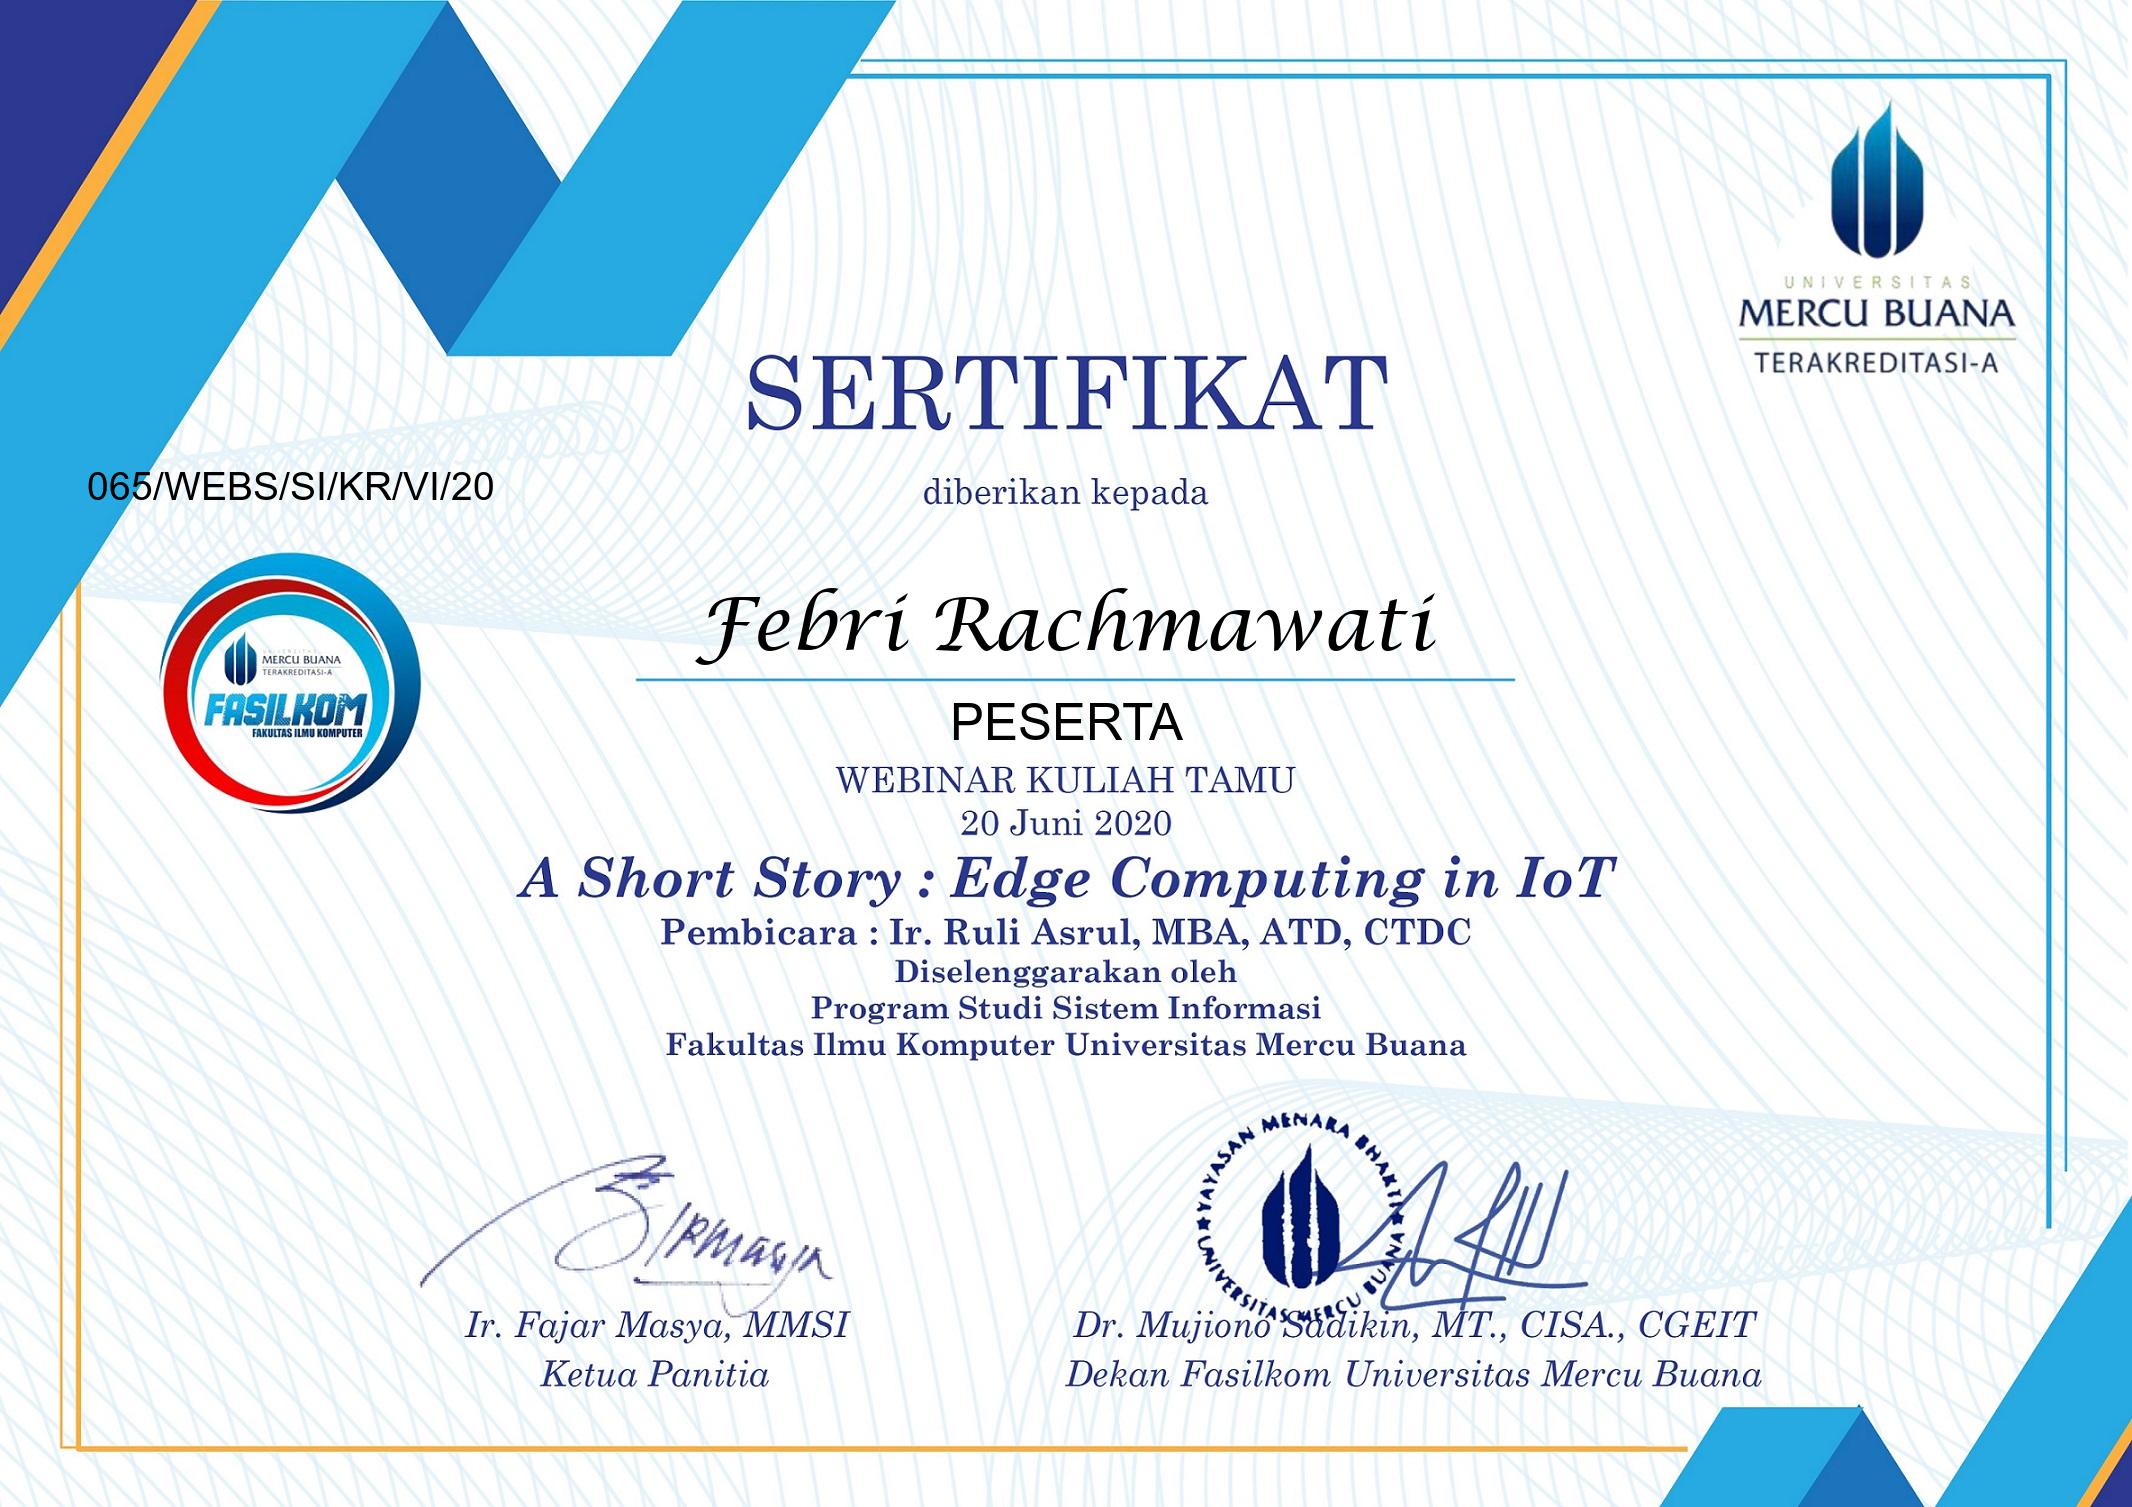 UNIVERSITAS
MERCU BUANA
TERAKREDITASI-A
SERTIFIKAT
065/WEBS/SI/KR/VI/20
diberikan kepada
Febri Rachmawati
UNIVERSITAS
MERCU BUANA
TERAKREDITASI-A
FASILKOM
FAKULTAS ILMU KOMPUTER
PESERTA
WEBINAR KULIAH TAMU
20 Juni 2020
A Short Story : Edge Computing in IoT
Pembicara : Ir. Ruli Asrul, MBA, ATD, CTDC
Diselenggarakan oleh
Program Studi Sistem Informasi
Fakultas Ilmu Komputer Universitas Mercu Buana
YAYASAN MENARA BHAKTI
UNIVERSITAS MERCU BUANA
Ir. Fajar Masya, MMSI
Ketua Panitia
Dr. Mujiono Sadikin, MT., CISA., CGEIT
Dekan Fasilkom Universitas Mercu Buana